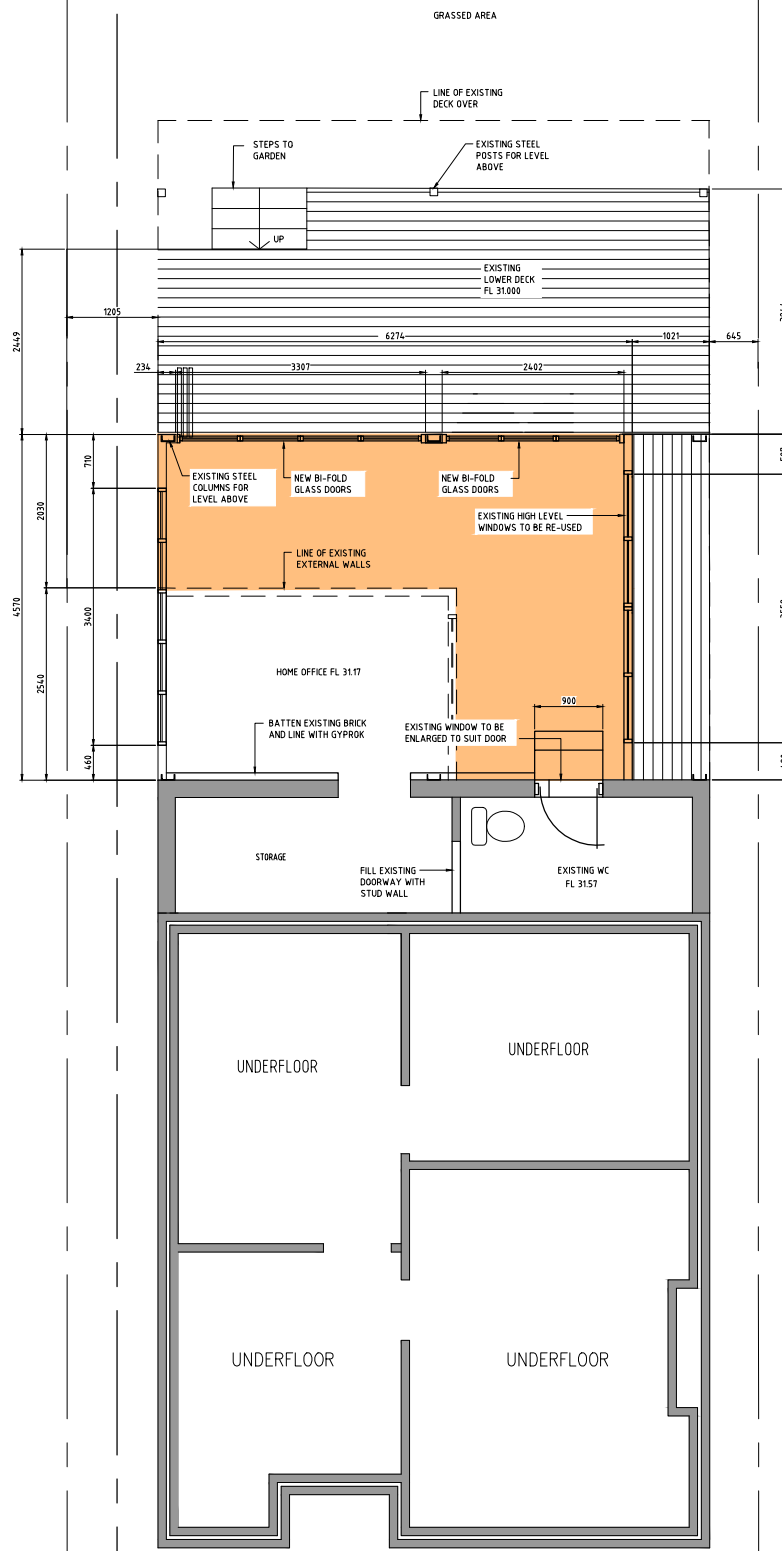 GRASSED AREA
LINE OF EXISTING
DECK OVER
STEPS TO
GARDEN
EXISTING STEEL
POSTS FOR LEVEL
ABOVE
UP
EXISTING
LOWER DECK
FL 31.000
1205
6274
1021
645
2449
234
3307
2402
710
EXISTING STEEL
COLUMNS FOR
LEVEL ABOVE
NEW BI-FOLD
GLASS DOORS
NEW BI-FOLD
GLASS DOORS
2030
EXISTING HIGH LEVEL
WINDOWS TO BE RE-USED
LINE OF EXISTING
EXTERNAL WALLS
4570
3400
2540
HOME OFFICE FL 31.17
900
BATTEN EXISTING BRICK
AND LINE WITH GYPROK
EXISTING WINDOW TO BE
ENLARGED TO SUIT DOOR
460
STORAGE
FILL EXISTING
DOORWAY WITH
STUD WALL
EXISTING WC
FL 31.57
UNDERFLOOR
UNDERFLOOR
UNDERFLOOR
UNDERFLOOR